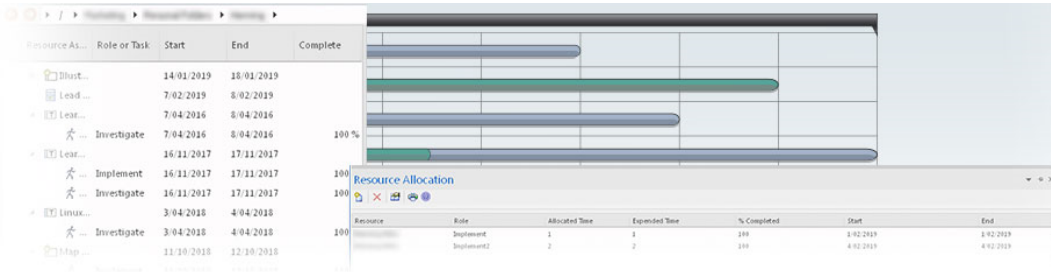 /
Resource As... Role or Task Start End Complete
Illust... 14/01/2019 18/01/2019
Lead ... 7/02/2019 8/02/2019
Lear... 7/04/2016 8/04/2016
... Investigate 7/04/2016 8/04/2016 100 %
Lear... 16/11/2017 17/11/2017
... Implement 16/11/2017 17/11/2017 100
... Investigate 16/11/2017 17/11/2017 100
Linux... 3/04/2018 4/04/2018
... Investigate 3/04/2018 4/04/2018 100
Map ... 11/10/2018 12/10/2018
Resource Allocation
Resource Role Allocated Time Expended Time % Completed Start End
Implement 1 1 100 1/02/2019 1/02/2019
Implement2 2 2 100 4/02/2019 4/02/2019